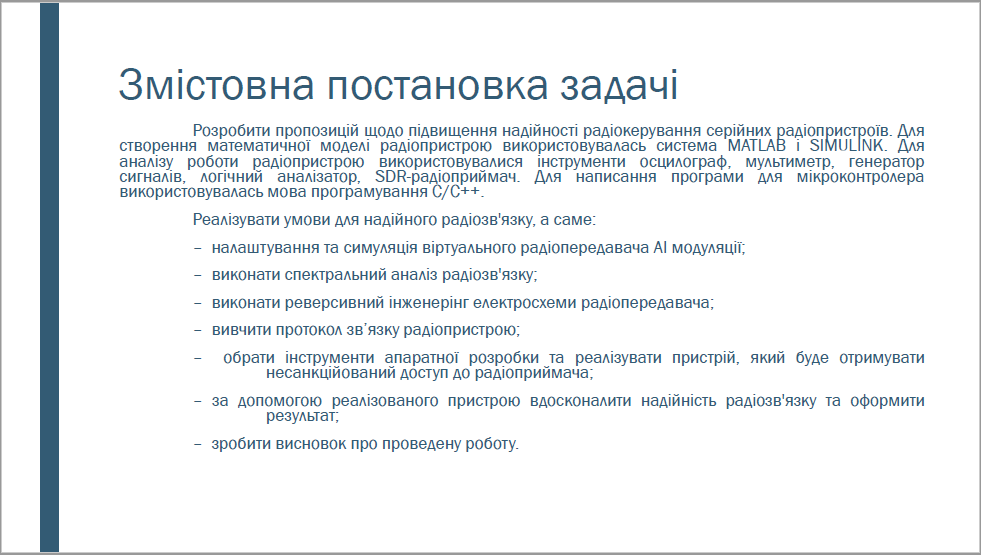 Змістовна постановка задачі
Розробити пропозицій щодо підвищення надійності радіокерування серійних радіопристроїв. Для
створення математичної моделі радіопристрою використовувалась система MATLAB і SIMULINK. Для
аналізу роботи радіопристрою використовувалися інструменти осцилограф, мультиметр, генератор
сигналів, логічний аналізатор, SDR-радіоприймач. Для написання програми для мікроконтролера
використовувалась мова програмування C/C++.
Реалізувати умови для надійного радіозв'язку, а саме:
– налаштування та симуляція віртуального радіопередавача АІ модуляції;
– виконати спектральний аналіз радіозв'язку;
– виконати реверсивний інженерінг електросхеми радіопередавача;
– вивчити протокол зв’язку радіопристрою;
– обрати інструменти апаратної розробки та реалізувати пристрій, який буде отримувати
несанкційований доступ до радіоприймача;
– за допомогою реалізованого пристрою вдосконалити надійність радіозв'язку та оформити
результат;
– зробити висновок про проведену роботу.